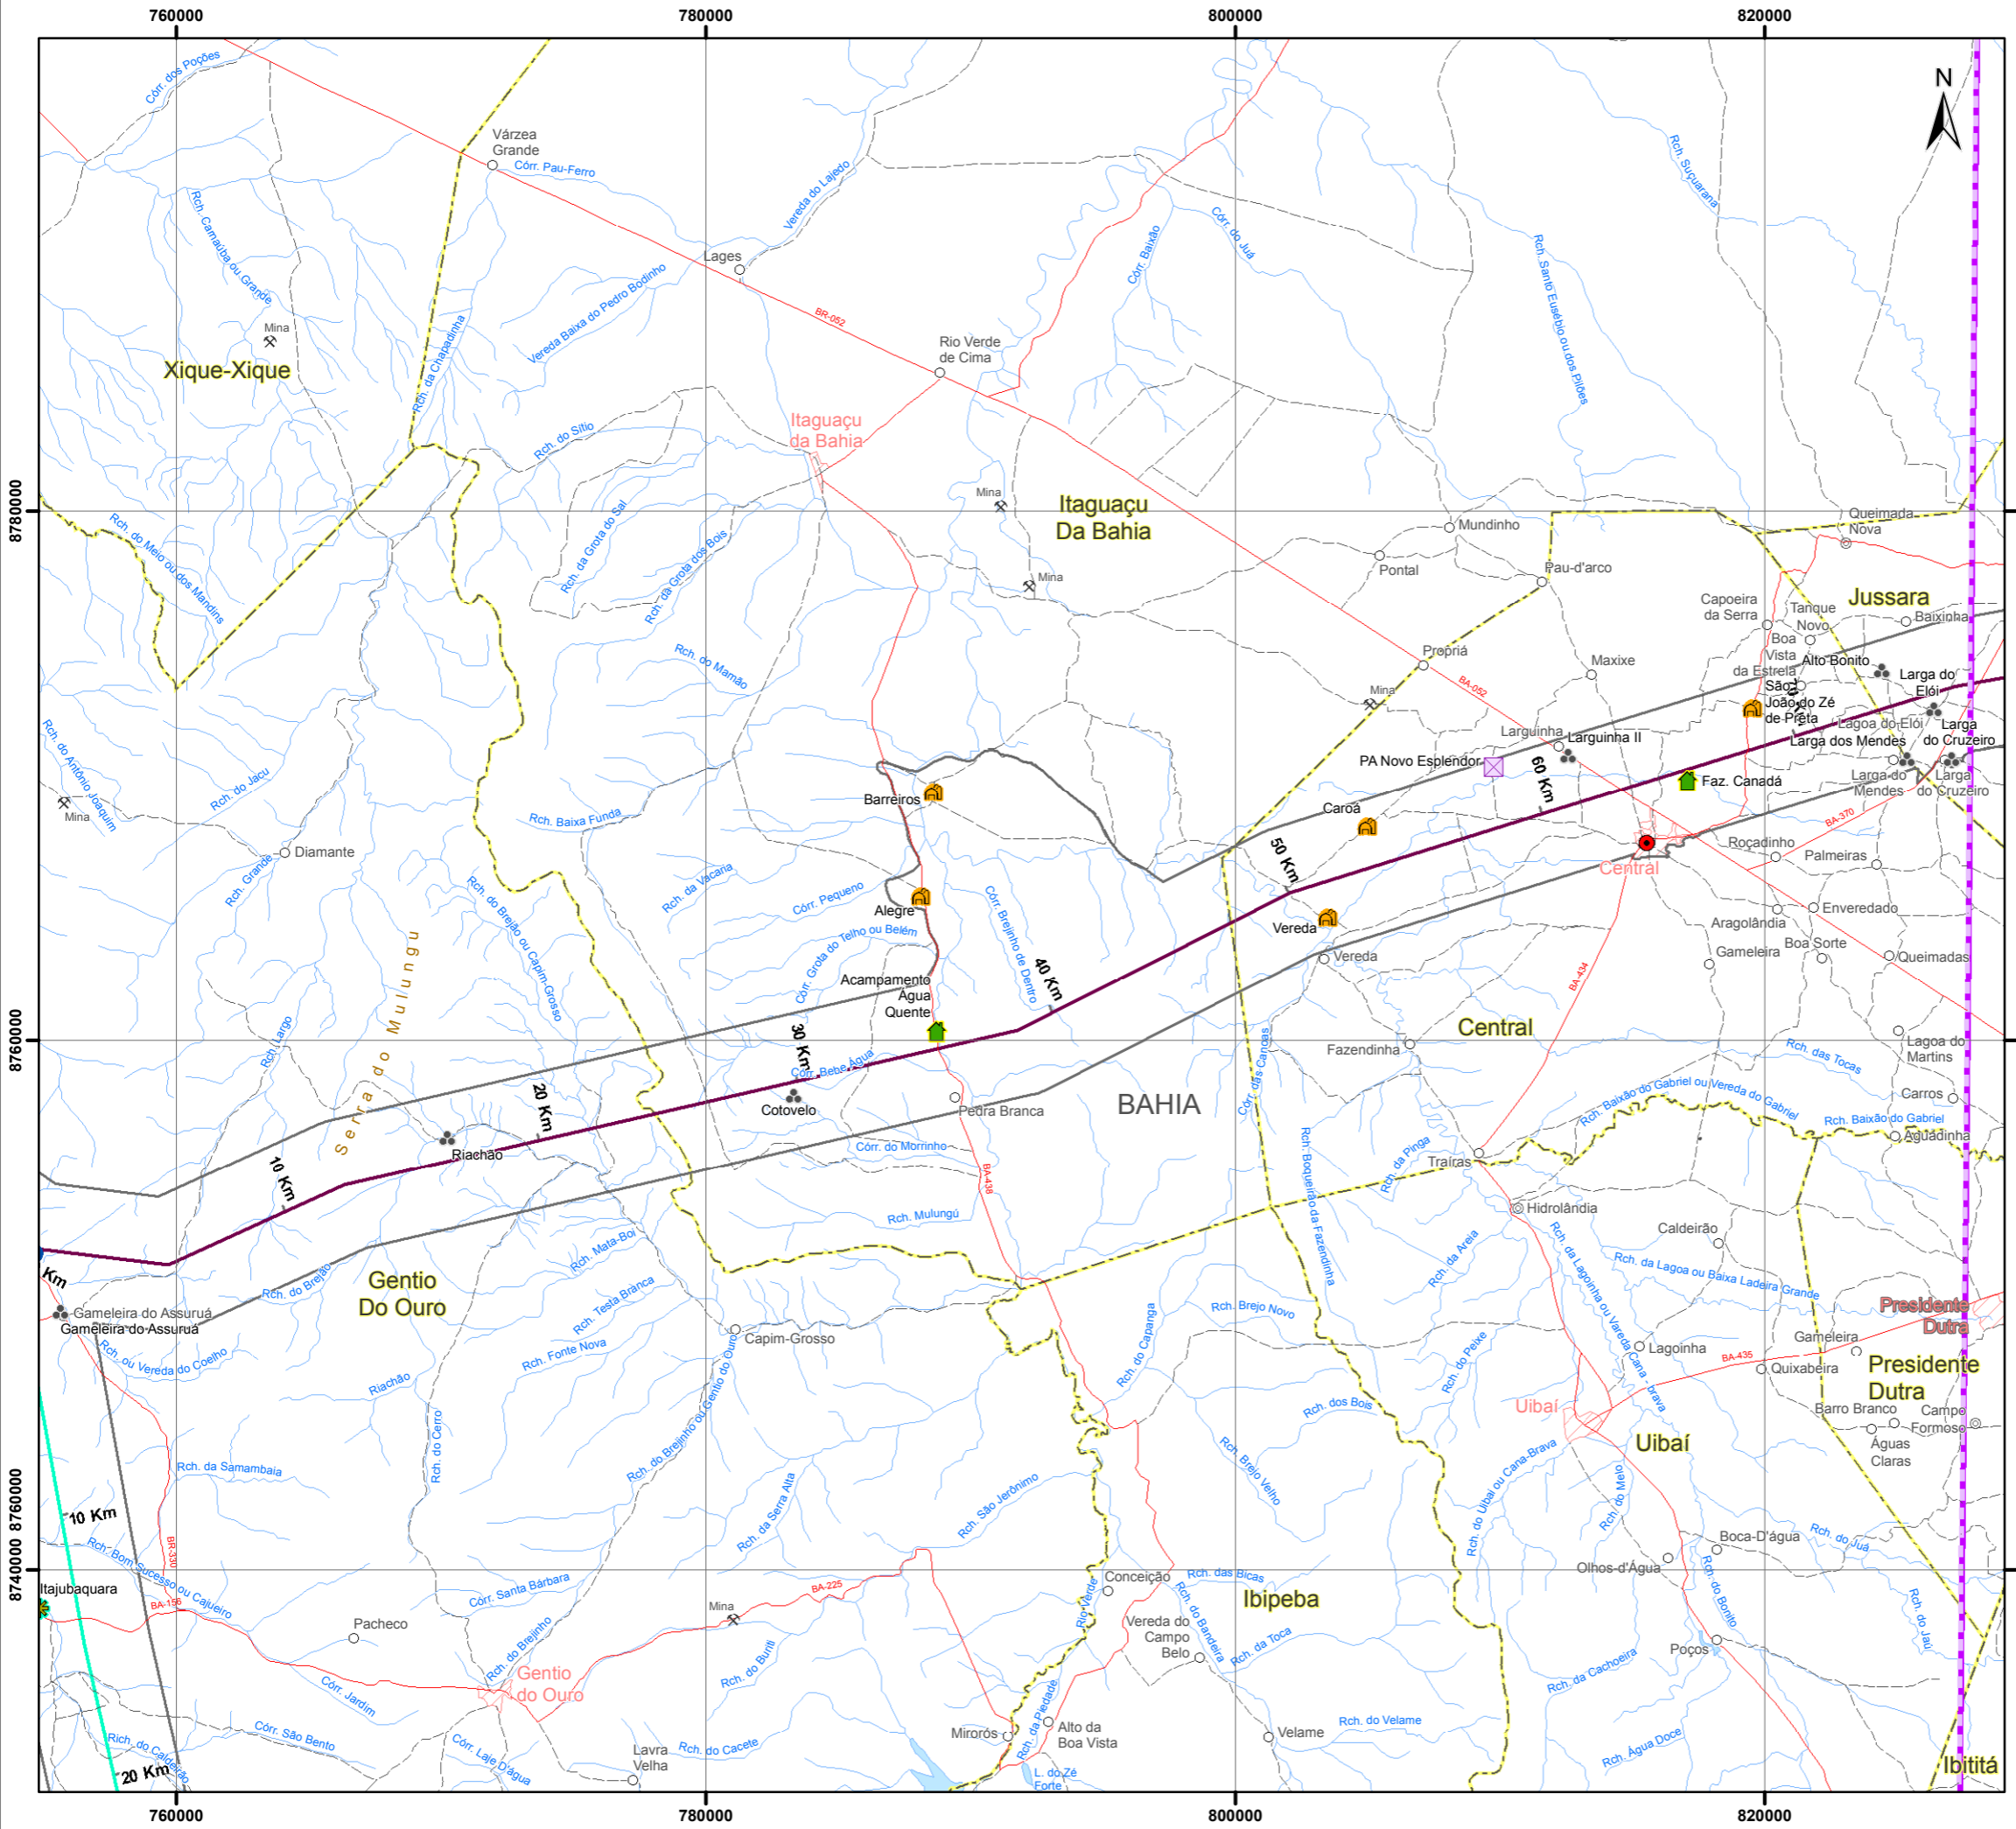 760000
780000
800000
820000
N
Córr. dos Poções
Várzea
Grande
Córr. Pau-Ferro
Vereda do Lajedo
Rch. Suçuarana
Rch. Carnaúba ou Grande
Córr. do Juá
Córr. Baixão
Rch. Santo Eusébio ou dos Pilões
Lages
Vereda Baixa do Pedro Bodinho
BR-052
Mina
Rch. da Chapadinha
Rio Verde
de Cima
Xique-Xique
Itaguaçu
da Bahia
Rch. do Sítio
8780000
Rch. do Meio ou dos Mandins
Rch. da Grota do Sal
Rch. da Grota dos Bois
Mina
Itaguaçu
Da Bahia
Mundinho
Queimada
Nova
Pontal
Pau-d'arco
Mina
Jussara
Capoeira
da Serra
Tanque
Novo
Baixinha
Boa
Vista
da Estrela
Alto Bonito
Larga do
Elói
Propriá
Maxixe
BA-052
Mina
Rch. do Mamão
70 Km
São
João do Zé
de Preta
Lagoa do Elói
Larga
do Cruzeiro
Larga dos Mendes
Larguinha
Larguinha II
PA Novo Esplendor
60 Km
Faz. Canadá
Larga do
Mendes
Larga
do Cruzeiro
BA-370
Rch. do Antônio Joaquim
Mina
Rch. do Jacu
Rch. Baixa Funda
Barreiros
Caroá
Diamante
Rch. Grande
Roçadinho
Palmeiras
Central
50 Km
Rch. da Vacaria
Córr. Pequeno
Alegre
Córr. Brejinho de Dentro
Rch. do Brejão ou Capim-Grosso
Córr. Grota do Telho ou Belém
Vereda
Vereda
Aragolândia
Enveredado
Gameleira
Boa Sorte
Queimadas
BA-434
Serra do Mulungu
Acampamento
Agua
Quente
40 Km
8760000
Rch. Largo
30 Km
Córr. Bebe Água
Central
Fazendinha
Lagoa do
Martins
Rch. das Tocas
Carros
20 Km
Cotovelo
Pedra Branca
BAHIA
Córr. das Canoas
Rch. Baixão do Gabriel ou Vereda do Gabriel
Rch. Baixão do Gabriel
Aguadinha
Riachão
Córr. do Morrinho
Rch. Boqueirão da Fazendinha
Rch. da Pinga
Traíras
10 Km
BA-438
Rch. Mulungú
Hidrolândia
Rch. Mata-Boi
Caldeirão
Rch. da Areia
Rch. da Lagoa ou Baixa Ladeira Grande
Km
Gentio
Do Ouro
Rch. do Brejão
Rch. Testa Branca
Rch. Brejo Novo
Rch. da Lagoinha ou Vareda Cana - brava
Presidente
Dutra
Gameleira do Assuruá
Gameleira do Assuruá
Rch. ou Vereda do Coelho
Rch. Fonte Nova
Capim-Grosso
Rch. do Capanga
Rch. do Peixe
Lagoinha
Gameleira
BA-435
Quixabeira
Presidente
Dutra
Riachão
Rch. do Cerro
Rch. do Brejinho ou Gentio do Ouro
Rch. dos Bois
Uibaí
Barro Branco
Campo
Formoso
Águas
Claras
Uibaí
Rch. da Samambaia
Rch. da Serra Alta
Rch. São Jerônimo
Rch. Brejo Velho
Rch. do Uibaí ou Cana-Brava
Rch. do Meio
10 Km
BR-330
Rch. Bom Sucesso ou Cajueiro
Boca-D'água
Rch. do Juá
Olhos-d'Água
8740000
8760000
Itajubaquara
BA-156
Córr. Santa Bárbara
BA-225
Conceição
Rch. das Bicas
Rch. do Bonito
Rch. do Jaú
Pacheco
Mina
Rio Verde
Rch. do Bandeira
Ibipeba
Vereda do
Campo
Belo
Rch. da Toca
Poços
Rch. do Brejinho
Gentio
do Ouro
Rch. do Buriti
Rch. da Cachoeira
Córr. Jardim
Rch. da Piedade
Córr. São Bento
Rich. do Caldeirão
Córr. Laje D'água
Rch. do Cacete
Mirorós
Alto da
Boa Vista
Velame
Rch. do Velame
Rch. Água Doce
Lavra
Velha
L. do Zé
Forte
20 Km
Ibititá
760000
780000
800000
820000